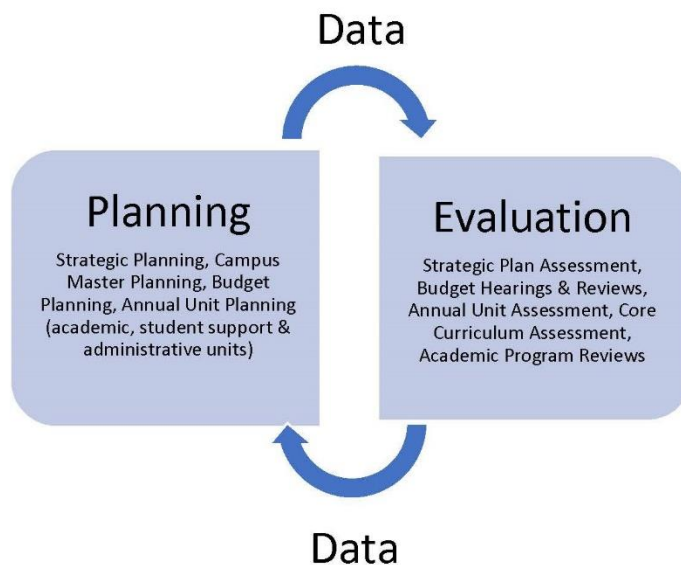 Data
Planning
Strategic Planning, Campus
Master Planning, Budget
Planning, Annual Unit Planning
(academic, student support &
administrative units)
Evaluation
Strategic Plan Assessment,
Budget Hearings & Reviews,
Annual Unit Assessment, Core
Curriculum Assessment,
Academic Program Reviews
Data